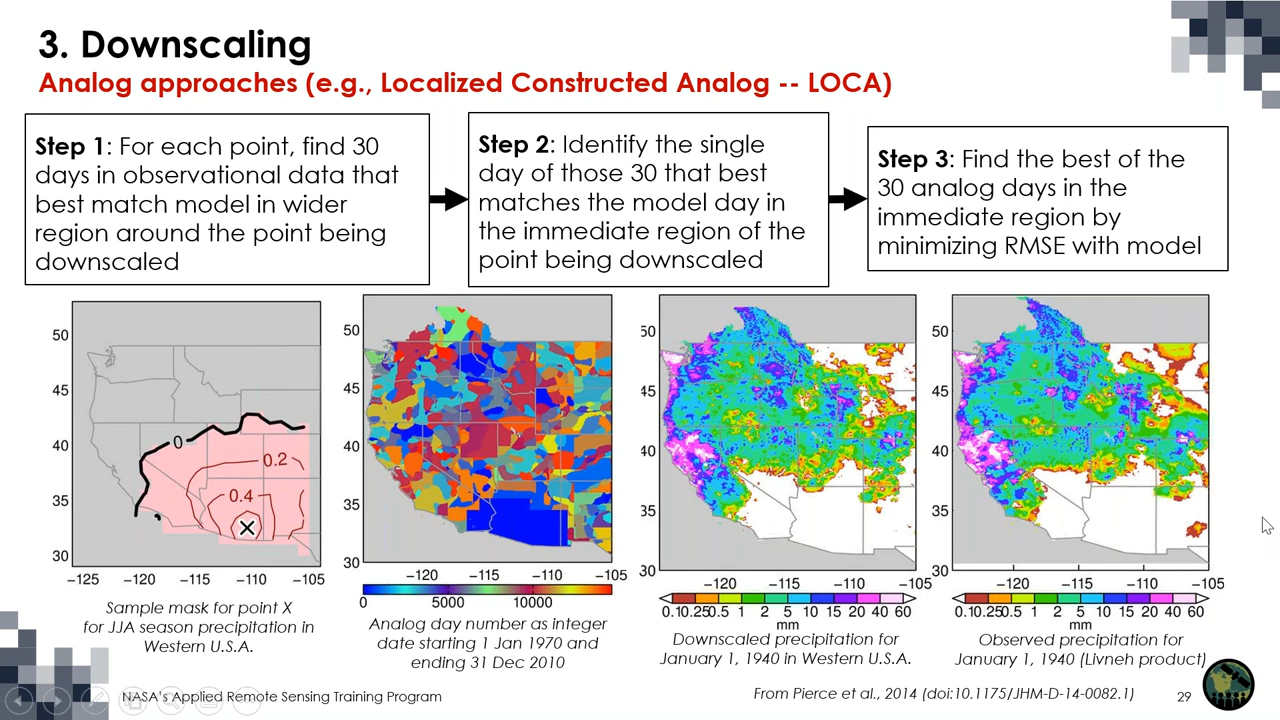 3. Downscaling
Analog approaches (e.g., Localized Constructed Analog -- LOCA)
Step 1: For each point, find 30
days in observational data that
best match model in wider
region around the point being
downscaled
Step 2: Identify the single
day of those 30 that best
matches the model day in
the immediate region of the
point being downscaled
Step 3: Find the best of the
30 analog days in the
immediate region by
minimizing RMSE with model
50
45
40
35
30
0
0.2
0.4
X
−125 −120 −115 −110 −105
Sample mask for point X
for JJA season precipitation in
Western U.S.A.
50
45
40
35
30
−120 −115 −110 −105
0 5000 10000
Analog day number as integer
date starting 1 Jan 1970 and
ending 31 Dec 2010
50
45
40
35
30
−120 −115 −110 −105
0.10.250.5 1 2 5 10 15 20 40 60
mm
Downscaled precipitation for
January 1, 1940 in Western U.S.A.
50
45
40
35
30
−120 −115 −110 −105
0.10.250.5 1 2 5 10 15 20 40 60
mm
Observed precipitation for
January 1, 1940 (Livneh product)
NASA's Applied Remote Sensing Training Program
From Pierce et al., 2014 (doi:10.1175/JHM-D-14-0082.1)
29